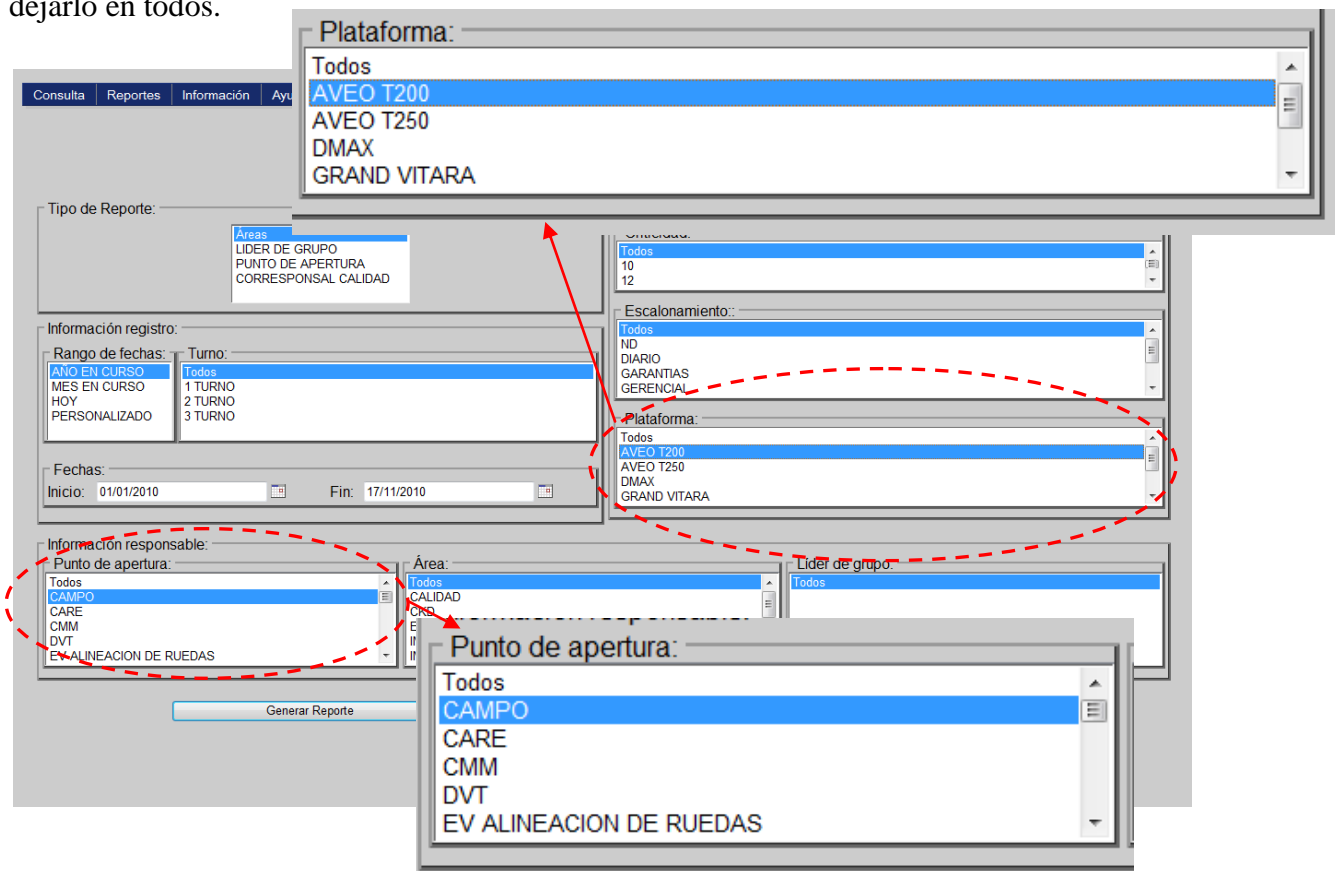 dejarlo en todos.
Plataforma:
Todos
AVEO T200
AVEO T250
DMAX
GRAND VITARA
Consulta Reportes Información
Tipo de Reporte:
Áreas
LIDER DE GRUPO
PUNTO DE APERTURA
CORRESPONSAL CALIDAD
Todos
10
12
Escalonamiento::
Todos
ND
DIARIO
GARANTIAS
GERENCIAL
Plataforma:
Todos
AVEO T200
AVEO T250
DMAX
GRAND VITARA
Información registro:
Rango de fechas:
AÑO EN CURSO
MES EN CURSO
HOY
PERSONALIZADO
Turno:
Todos
1 TURNO
2 TURNO
3 TURNO
Fechas:
Inicio: 01/01/2010 Fin: 17/11/2010
Información responsable:
Punto de apertura:
Todos
CAMPO
CARE
CMM
DVT
EV ALINEACION DE RUEDAS
Área:
Todos
CALIDAD
CKD
Líder de grupo:
Todos
Generar Reporte
Punto de apertura:
Todos
CAMPO
CARE
CMM
DVT
EV ALINEACION DE RUEDAS